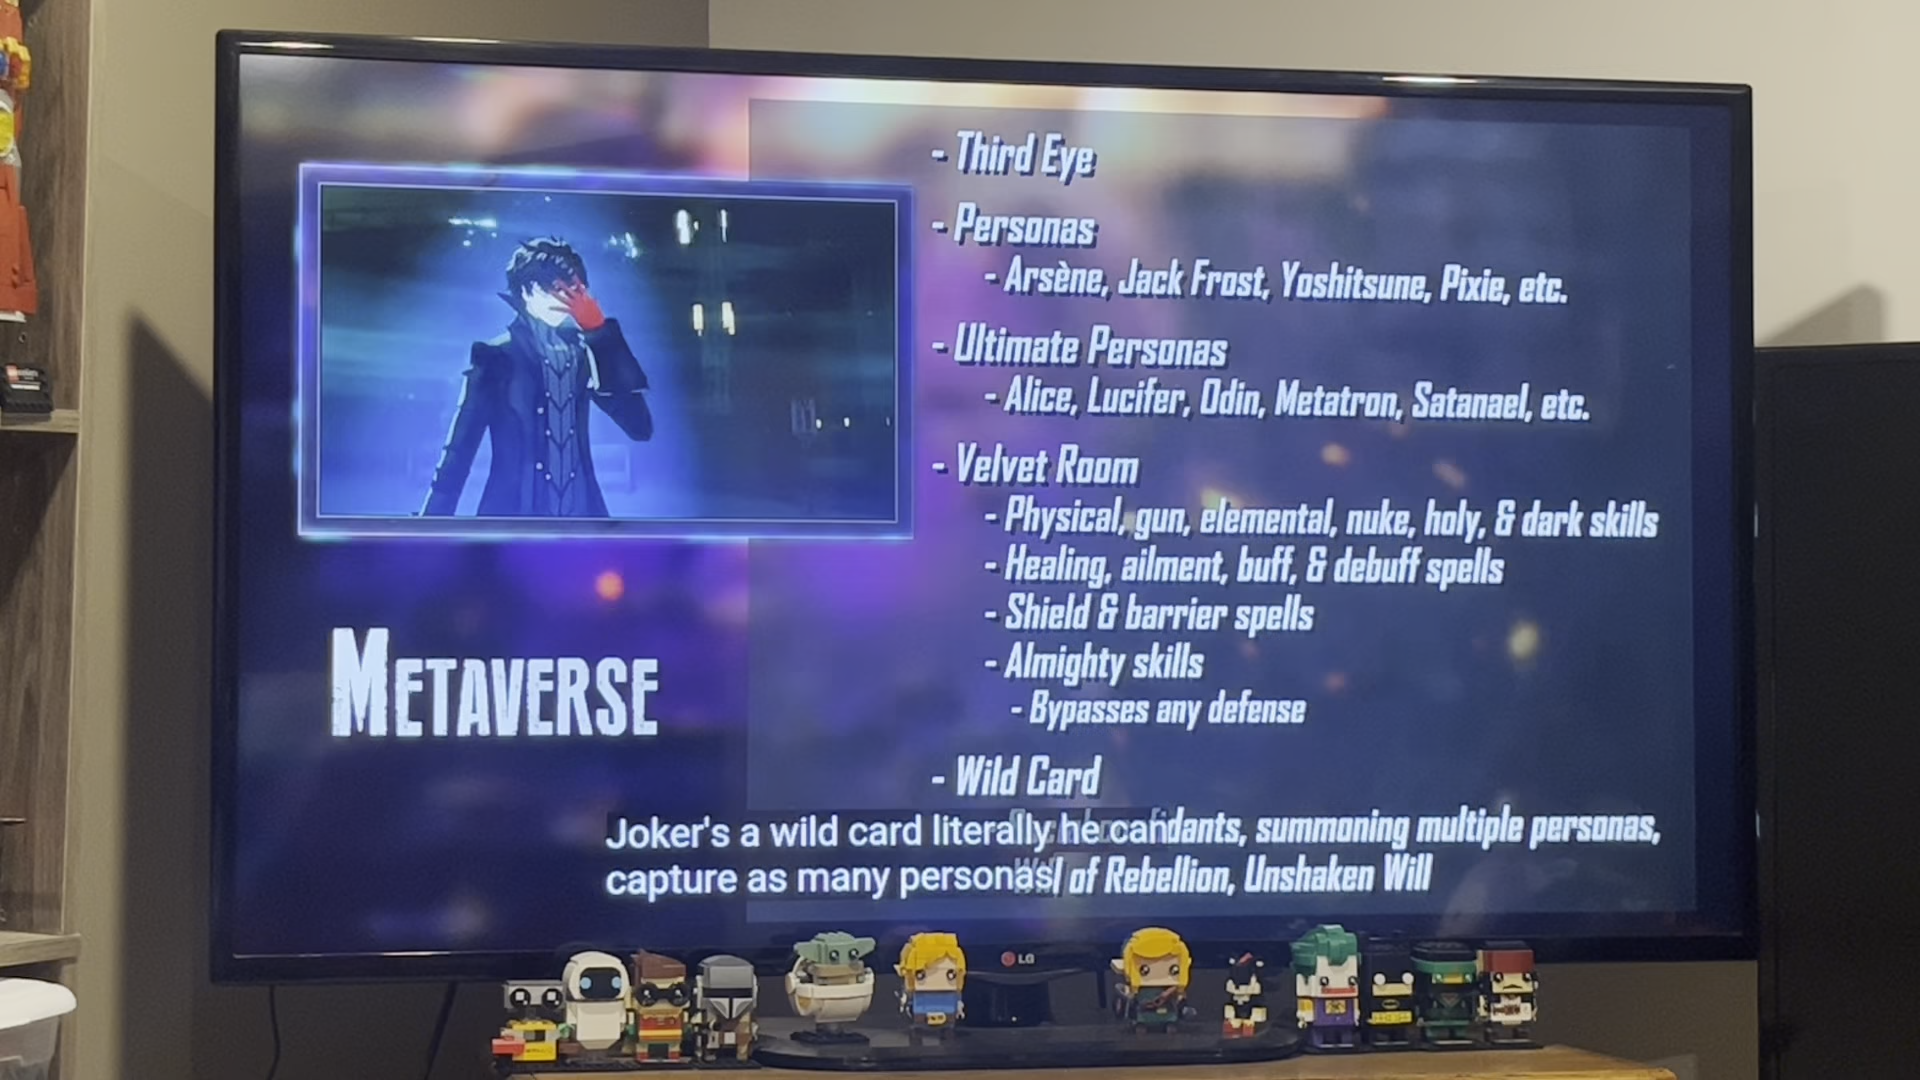 - Third Eye
- Personas
- Arsène, Jack Frost, Yoshitsune, Pixie, etc.
- Ultimate Personas
- Alice, Lucifer, Odin, Metatron, Satanael, etc.
- Velvet Room
- Physical, gun, elemental, nuke, holy, & dark skills
- Healing, ailment, buff, & debuff spells
- Shield & barrier spells
- Almighty skills
- Bypasses any defense
METAVERSE
- Wild Card
summoning multiple personas,
of Rebellion, Unshaken Will
Joker's a wild card literally he can
capture as many personas
LG